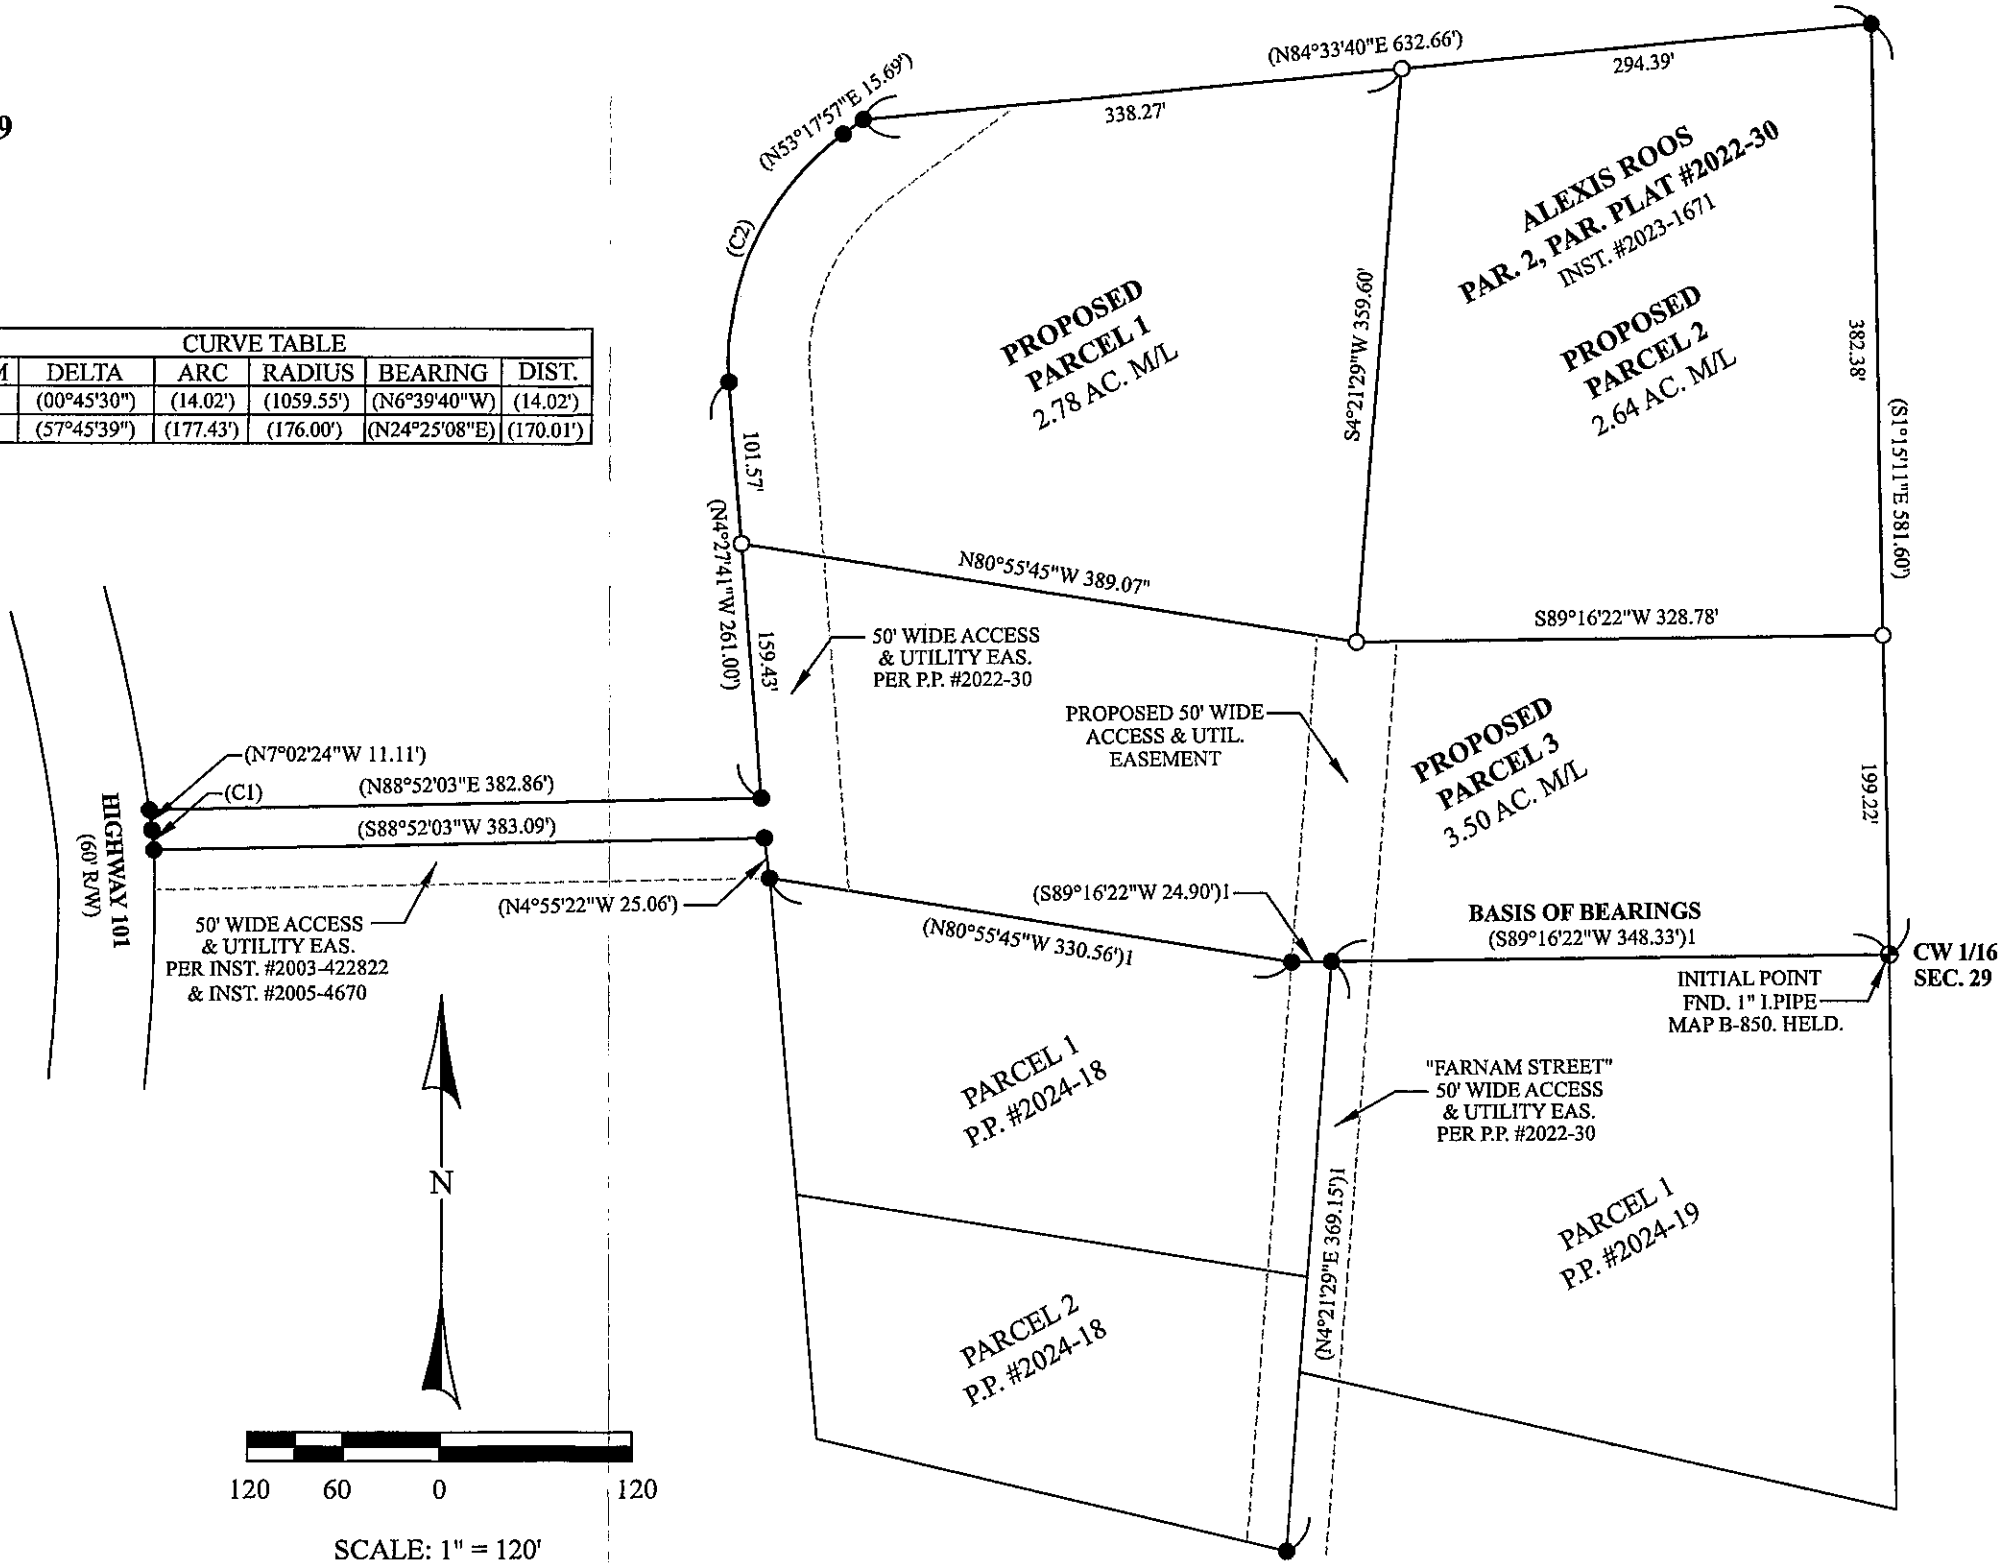 9
(N84°33'40"E 632.66')
294.39'
(N53°17'57"E 15.69')
338.27'
(C2)
ALEXIS ROOS
PAR. 2, PAR. PLAT #2022-30
INST. #2023-1671
PROPOSED
PARCEL 1
2.78 AC. M/L
S4°21'29"W 359.60'
PROPOSED
PARCEL 2
2.64 AC. M/L
382.38'
(S1°15'11"E 581.60')
CURVE TABLE
DELTA ARC RADIUS BEARING DIST.
(00°45'30") (14.02') (1059.55') (N6°39'40"W) (14.02')
(57°45'39") (177.43') (176.00') (N24°25'08"E) (170.01')
101.57'
(N4°27'41"W 261.00')
159.43'
N80°55'45"W 389.07"
S89°16'22"W 328.78'
50' WIDE ACCESS
& UTILITY EAS.
PER P.P. #2022-30
PROPOSED 50' WIDE
ACCESS & UTIL.
EASEMENT
PROPOSED
PARCEL 3
3.50 AC. M/L
199.22'
(N7°02'24"W 11.11')
(C1)
(N88°52'03"E 382.86')
(S88°52'03"W 383.09')
HIGHWAY 101
(60' R/W)
(N4°55'22"W 25.06')
50' WIDE ACCESS
& UTILITY EAS.
PER INST. #2003-422822
& INST. #2005-4670
(S89°16'22"W 24.90')1
(N80°55'45"W 330.56')1
BASIS OF BEARINGS
(S89°16'22"W 348.33')1
CW 1/16
SEC. 29
INITIAL POINT
FND. 1" I.PIPE
MAP B-850. HELD.
PARCEL 1
P.P. #2024-18
"FARNAM STREET"
50' WIDE ACCESS
& UTILITY EAS.
PER P.P. #2022-30
(N4°21'29"E 369.15')1
PARCEL 1
P.P. #2024-19
PARCEL 2
P.P. #2024-18
N
120 60 0 120
SCALE: 1" = 120'